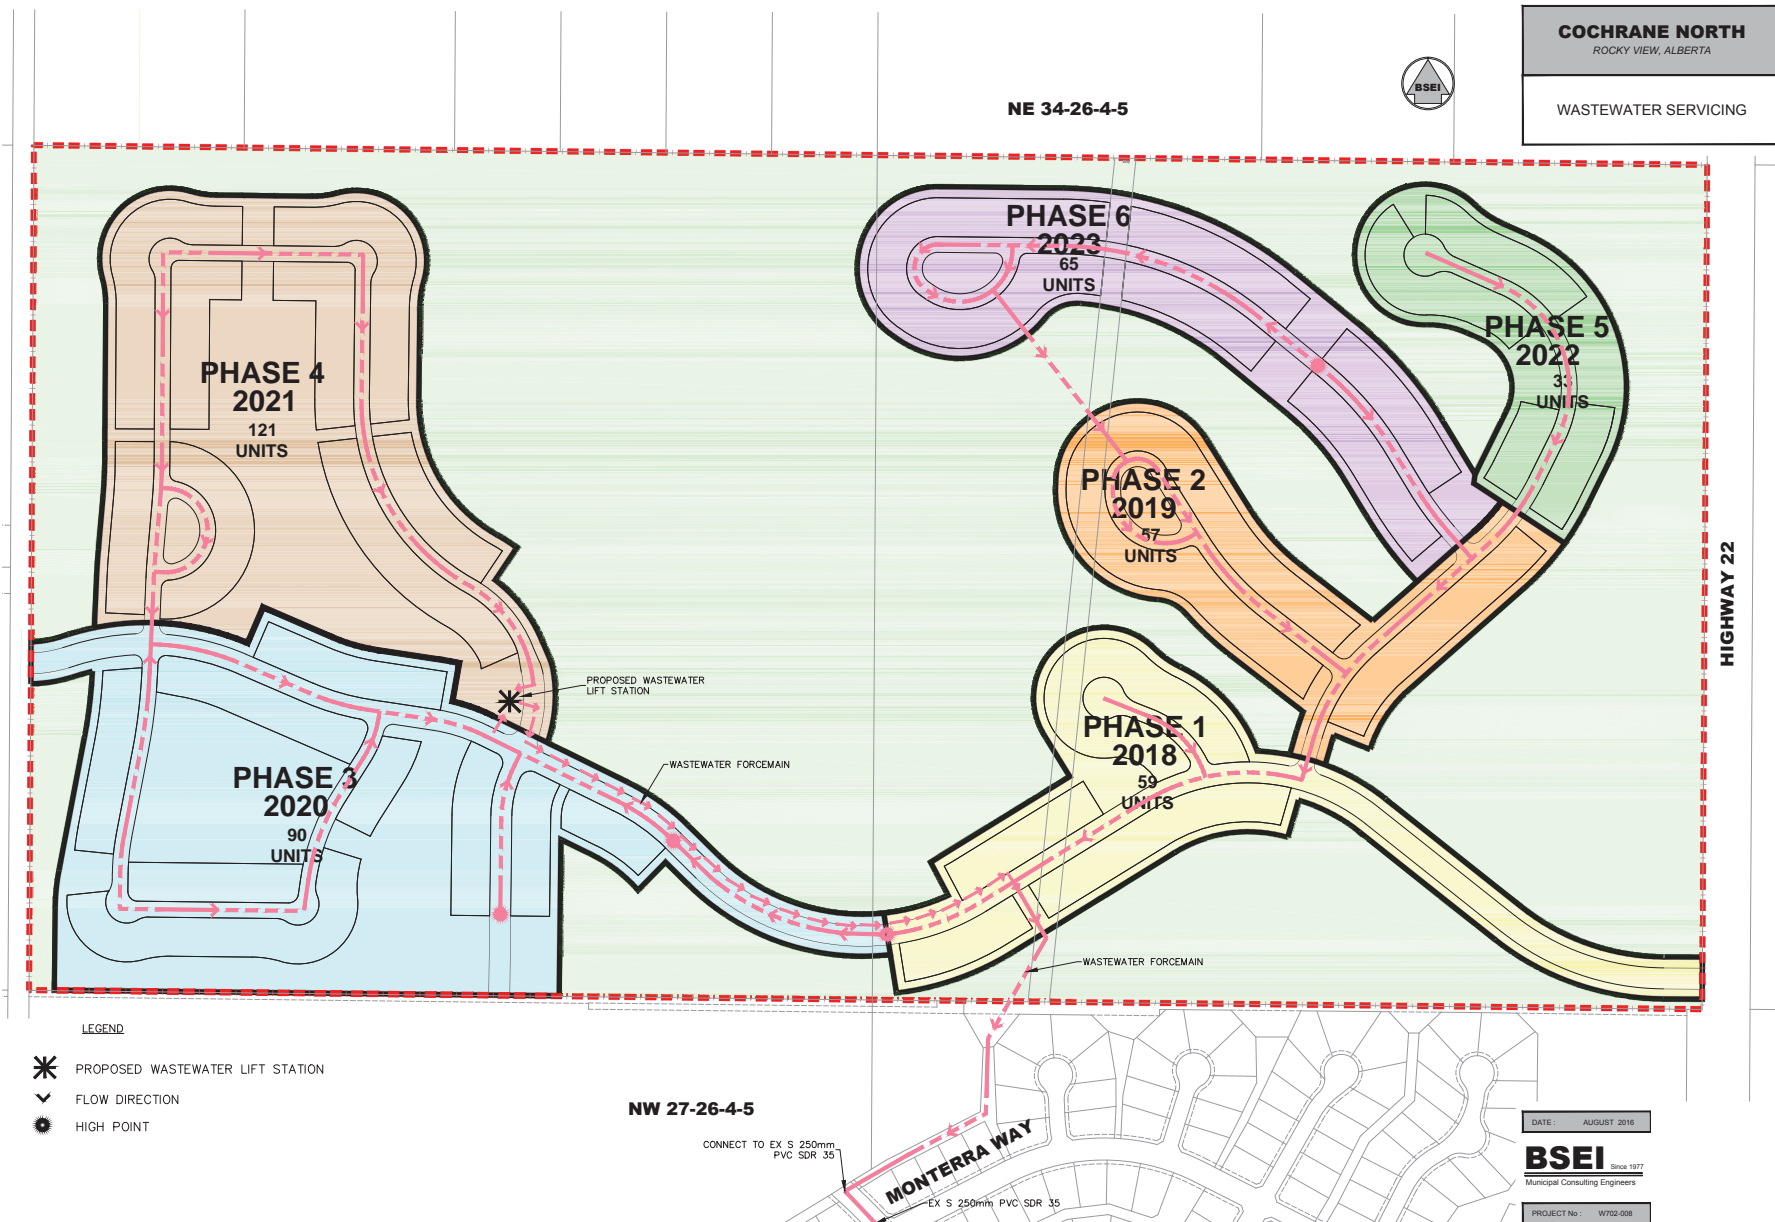 COCHRANE NORTH
ROCKY VIEW, ALBERTA
WASTEWATER SERVICING
BSEI
NE 34-26-4-5
PHASE 6
2023
65
UNITS
PHASE 5
2022
33
UNITS
PHASE 4
2021
121
UNITS
PHASE 2
2019
57
UNITS
HIGHWAY 22
PROPOSED WASTEWATER
LIFT STATION
PHASE 1
2018
59
UNITS
WASTEWATER FORCEMAIN
PHASE 3
2020
90
UNITS
WASTEWATER FORCEMAIN
LEGEND
PROPOSED WASTEWATER LIFT STATION
FLOW DIRECTION
HIGH POINT
NW 27-26-4-5
CONNECT TO EX S 250mm
PVC SDR 35
MONTERRA WAY
EX S 250mm PVC SDR 35
DATE : AUGUST 2016
BSEI Since 1977
Municipal Consulting Engineers
PROJECT No : W702-008